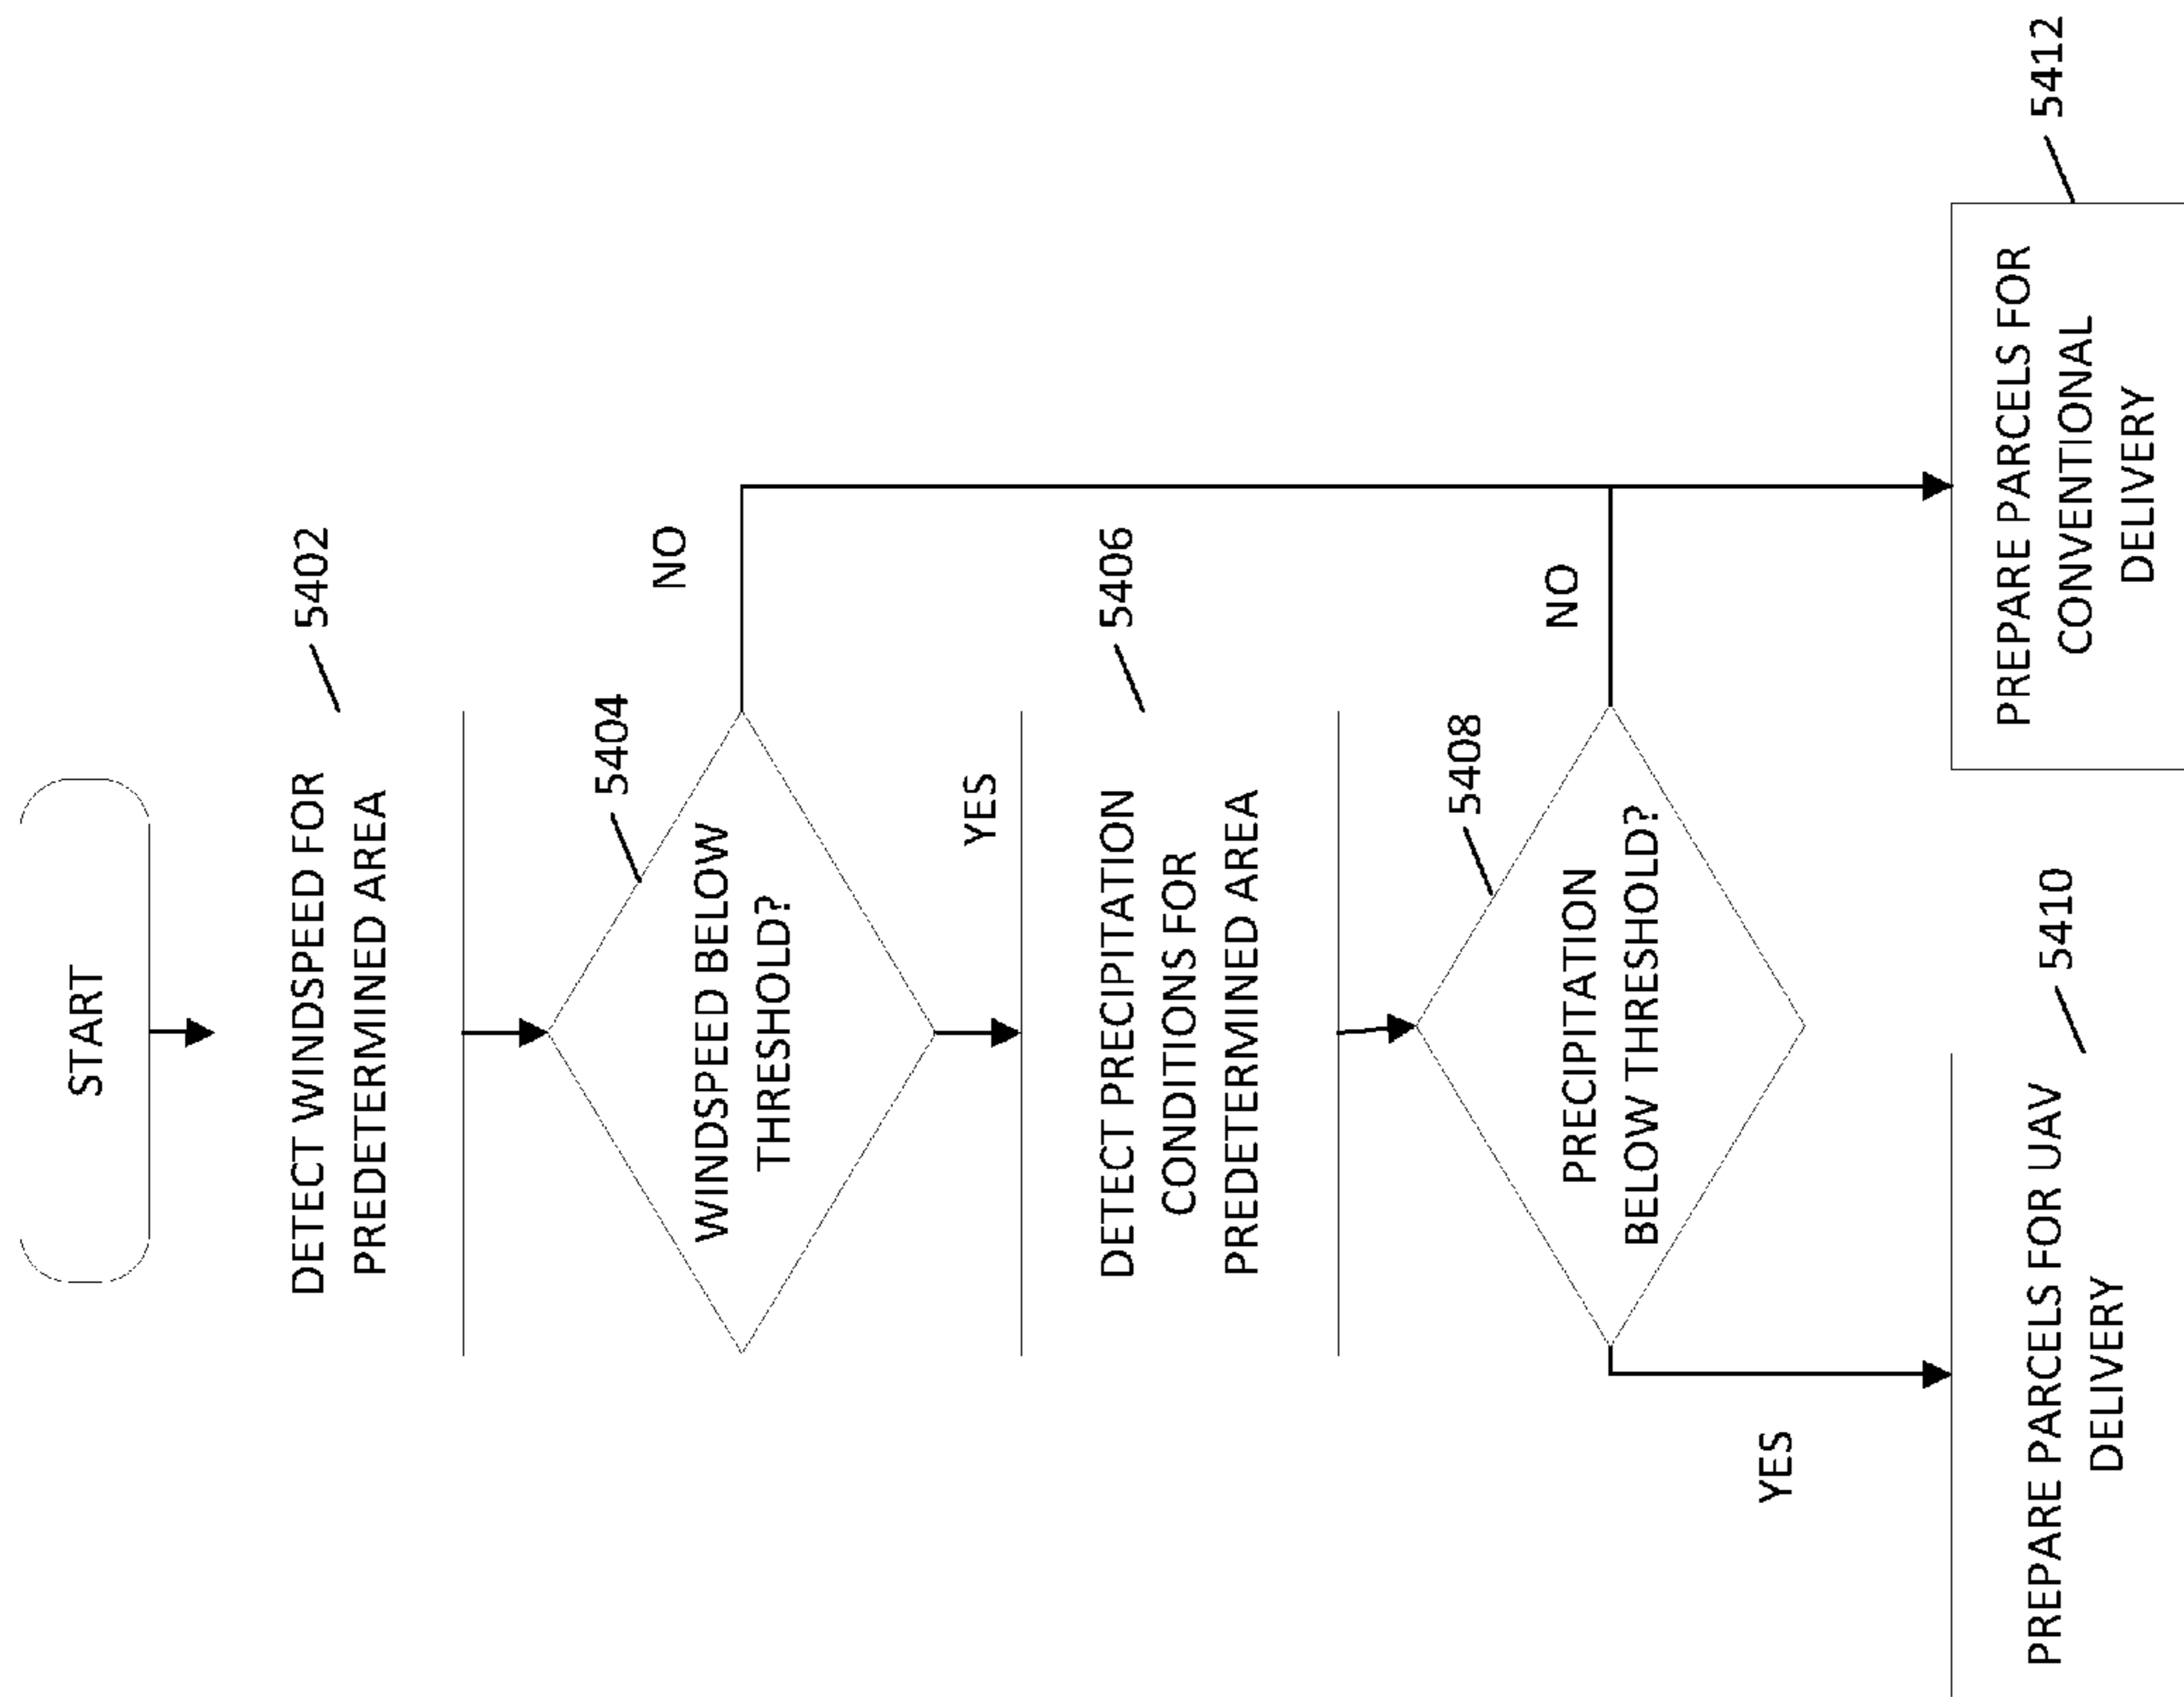 START
DETECT WINDSPEED FOR
PREDETERMINED AREA
5402
WINDSPEED BELOW
THRESHOLD?
5404
NO
YES
DETECT PRECIPITATION
CONDITIONS FOR
PREDETERMINED AREA
5406
PRECIPITATION
BELOW THRESHOLD?
5408
NO
YES
PREPARE PARCELS FOR UAV
DELIVERY
5410
PREPARE PARCELS FOR
CONVENTIONAL
DELIVERY
5412